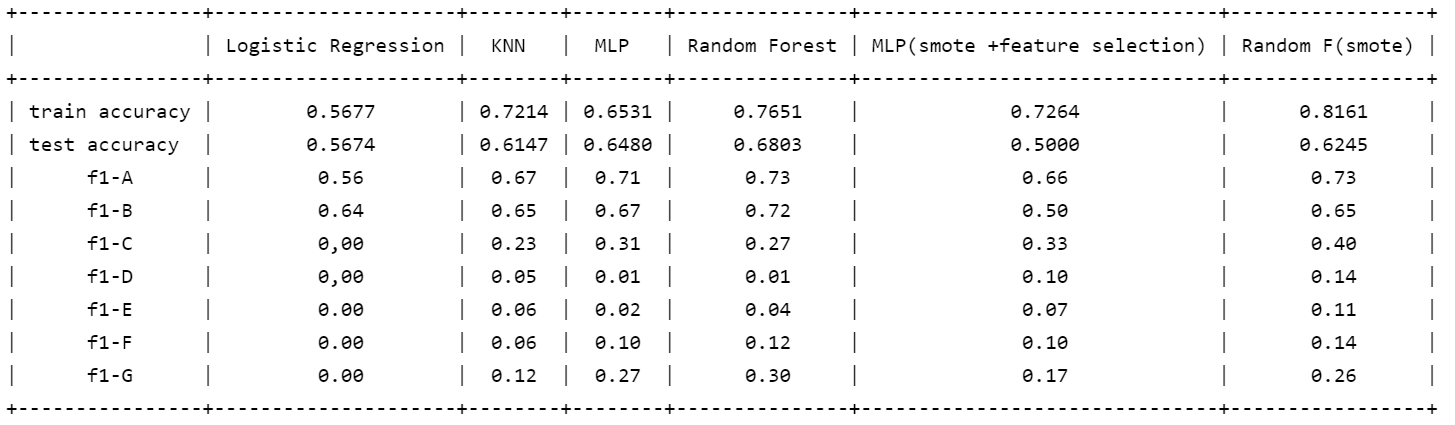 +----------------+---------------------+--------+--------+---------------+-------------------------------+-----------------+
|                | Logistic Regression |  KNN   |  MLP   | Random Forest | MLP(smote +feature selection) | Random F(smote) |
+----------------+---------------------+--------+--------+---------------+-------------------------------+-----------------+
| train accuracy |       0.5677        | 0.7214 | 0.6531 |    0.7651     |            0.7264             |     0.8161      |
| test accuracy  |       0.5674        | 0.6147 | 0.6480 |    0.6803     |            0.5000             |     0.6245      |
|      f1-A      |        0.56         |  0.67  |  0.71  |     0.73      |             0.66              |      0.73       |
|      f1-B      |        0.64         |  0.65  |  0.67  |     0.72      |             0.50              |      0.65       |
|      f1-C      |        0,00         |  0.23  |  0.31  |     0.27      |             0.33              |      0.40       |
|      f1-D      |        0,00         |  0.05  |  0.01  |     0.01      |             0.10              |      0.14       |
|      f1-E      |        0.00         |  0.06  |  0.02  |     0.04      |             0.07              |      0.11       |
|      f1-F      |        0.00         |  0.06  |  0.10  |     0.12      |             0.10              |      0.14       |
|      f1-G      |        0.00         |  0.12  |  0.27  |     0.30      |             0.17              |      0.26       |
+----------------+---------------------+--------+--------+---------------+-------------------------------+-----------------+